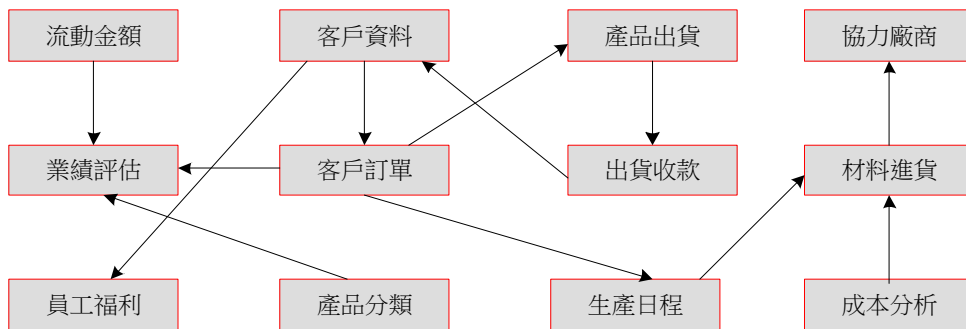 流動金額
客戶資料
產品出貨
協力廠商
業績評估
客戶訂單
出貨收款
材料進貨
員工福利
產品分類
生產日程
成本分析